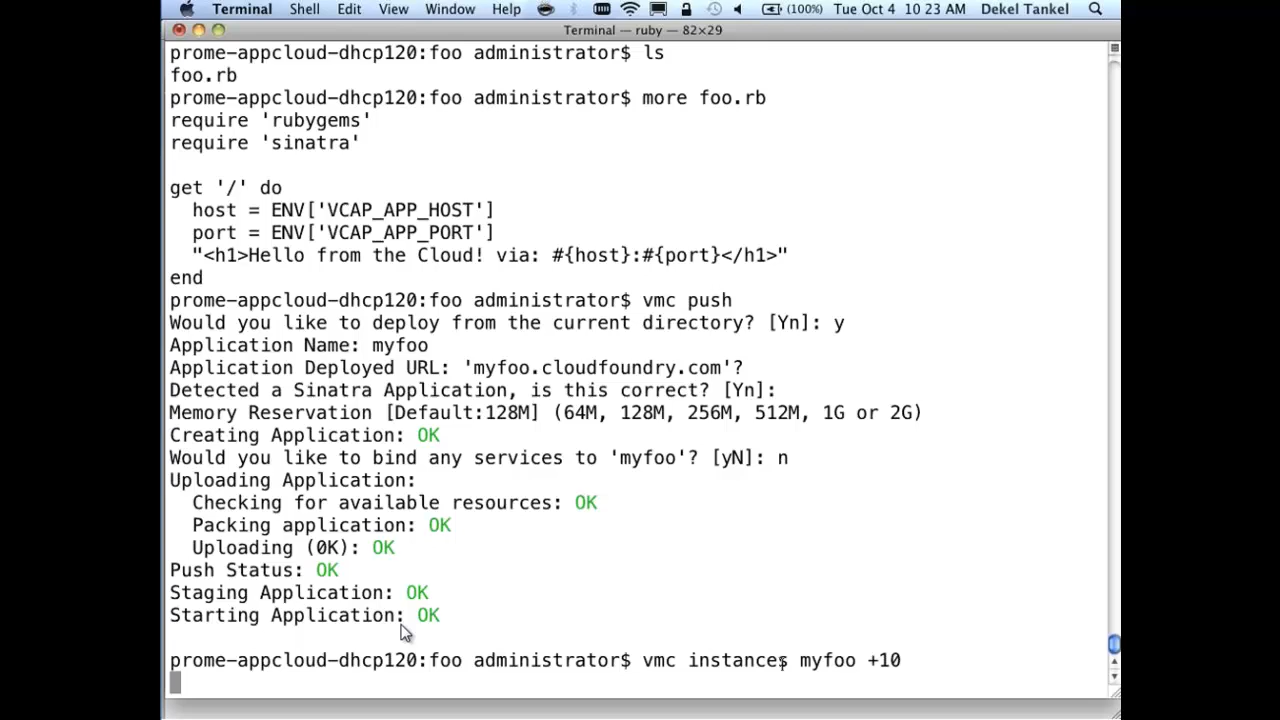 Terminal Shell Edit View Window Help (100%) Tue Oct 4 10:23 AM Dekel Tankel
Terminal — ruby — 82×29
prome-appcloud-dhcp120:foo administrator$ ls
foo.rb
prome-appcloud-dhcp120:foo administrator$ more foo.rb
require 'rubygems'
require 'sinatra'
get '/' do
  host = ENV['VCAP_APP_HOST']
  port = ENV['VCAP_APP_PORT']
  "<h1>Hello from the Cloud! via: #{host}:#{port}</h1>"
end
prome-appcloud-dhcp120:foo administrator$ vmc push
Would you like to deploy from the current directory? [Yn]: y
Application Name: myfoo
Application Deployed URL: 'myfoo.cloudfoundry.com'?
Detected a Sinatra Application, is this correct? [Yn]:
Memory Reservation [Default:128M] (64M, 128M, 256M, 512M, 1G or 2G)
Creating Application: OK
Would you like to bind any services to 'myfoo'? [yN]: n
Uploading Application:
  Checking for available resources: OK
  Packing application: OK
  Uploading (0K): OK
Push Status: OK
Staging Application: OK
Starting Application: OK
prome-appcloud-dhcp120:foo administrator$ vmc instances myfoo +10